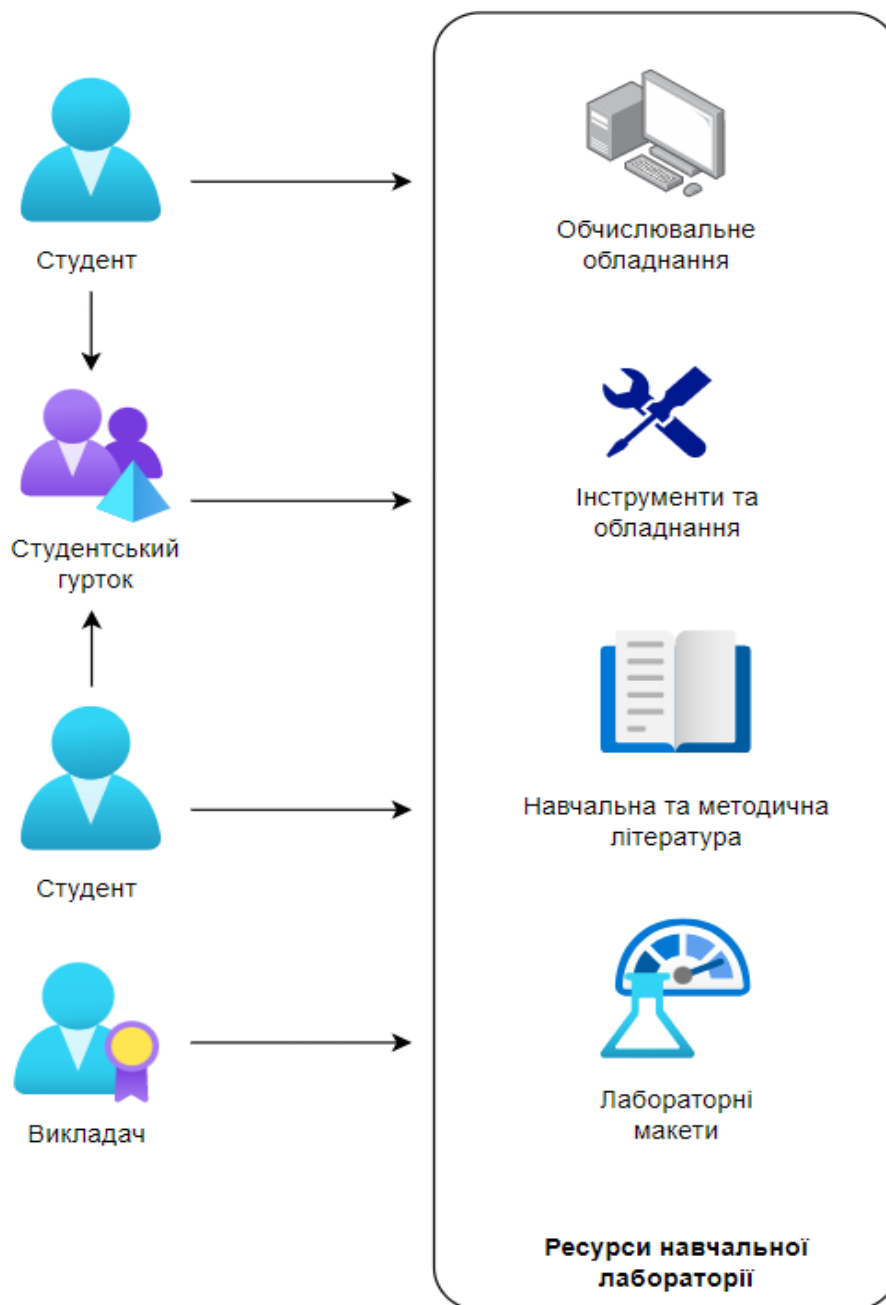 Студент
Студентський
гурток
Студент
Викладач
Обчислювальне
обладнання
Інструменти та
обладнання
Навчальна та методична
література
Лабораторні
макети
Ресурси навчальної
лабораторії